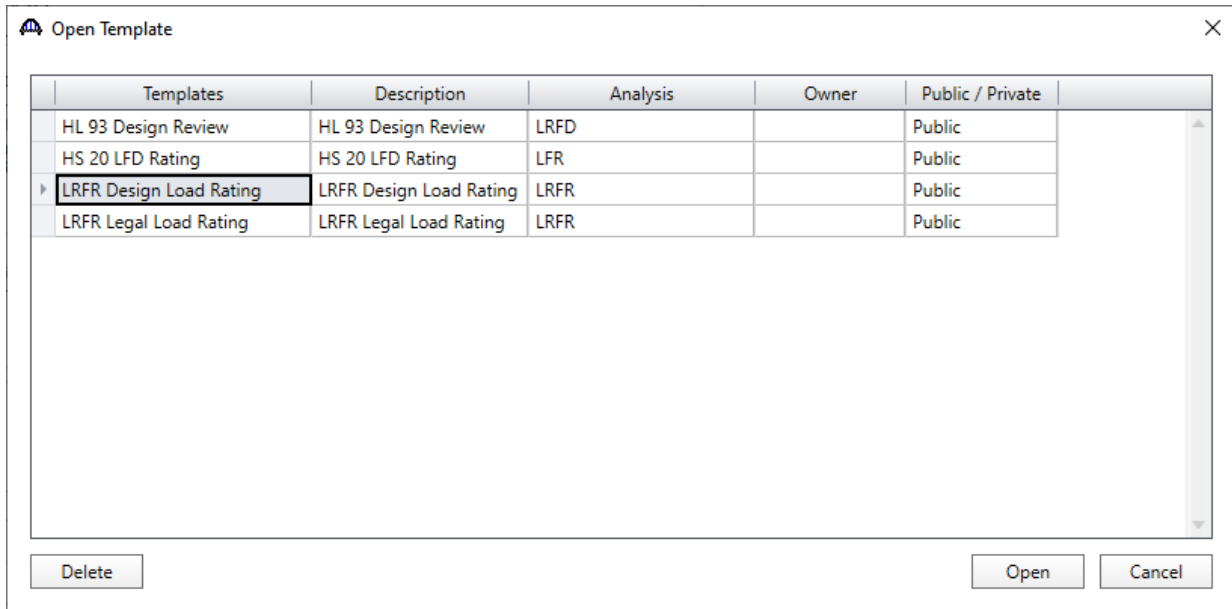 Open Template
Templates Description Analysis Owner Public / Private
HL 93 Design Review HL 93 Design Review LRFD Public
HS 20 LFD Rating HS 20 LFD Rating LFR Public
LRFR Design Load Rating LRFR Design Load Rating LRFR Public
LRFR Legal Load Rating LRFR Legal Load Rating LRFR Public
Delete Open Cancel